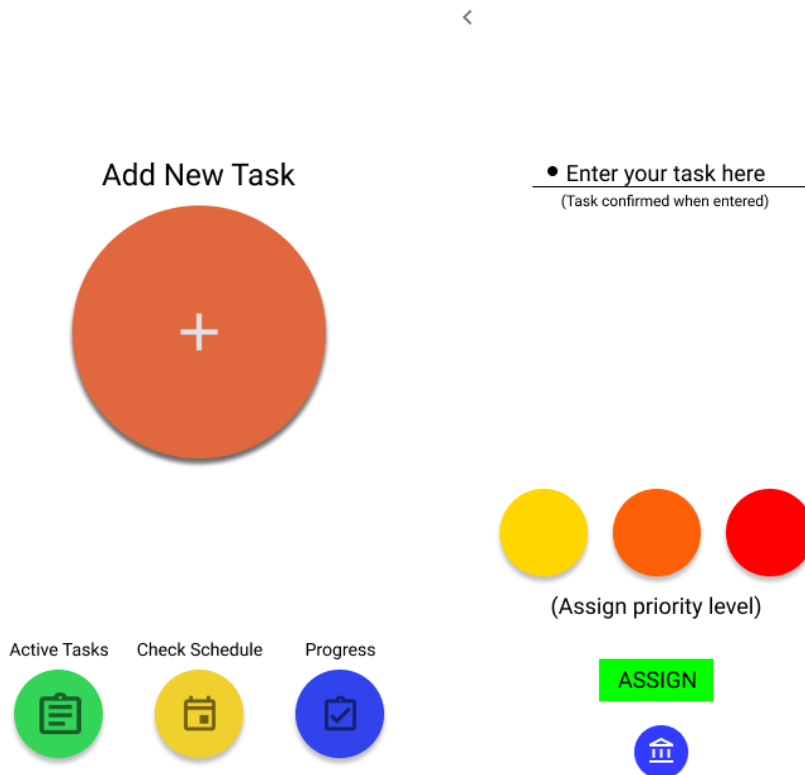 Add New Task
Active Tasks
Check Schedule
Progress
• Enter your task here
(Task confirmed when entered)
(Assign priority level)
ASSIGN